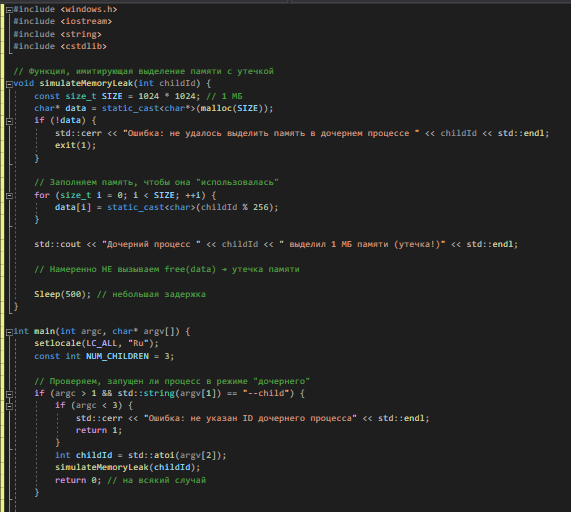 #include <windows.h>
#include <iostream>
#include <string>
#include <cstdlib>
// Функция, имитирующая выделение памяти с утечкой
void simulateMemoryLeak(int childId) {
const size_t SIZE = 1024 * 1024; // 1 МБ
char* data = static_cast<char*>(malloc(SIZE));
if (!data) {
std::cerr << "Ошибка: не удалось выделить память в дочернем процессе " << childId << std::endl;
exit(1);
}
// Заполняем память, чтобы она "использовалась"
for (size_t i = 0; i < SIZE; ++i) {
data[i] = static_cast<char>(childId % 256);
}
std::cout << "Дочерний процесс " << childId << " выделил 1 МБ памяти (утечка!)" << std::endl;
// Намеренно НЕ вызываем free(data) → утечка памяти
Sleep(500); // небольшая задержка
}
int main(int argc, char* argv[]) {
setlocale(LC_ALL, "Ru");
const int NUM_CHILDREN = 3;
// Проверяем, запущен ли процесс в режиме "дочернего"
if (argc > 1 && std::string(argv[1]) == "--child") {
if (argc < 3) {
std::cerr << "Ошибка: не указан ID дочернего процесса" << std::endl;
return 1;
}
int childId = std::atoi(argv[2]);
simulateMemoryLeak(childId);
return 0; // на всякий случай
}